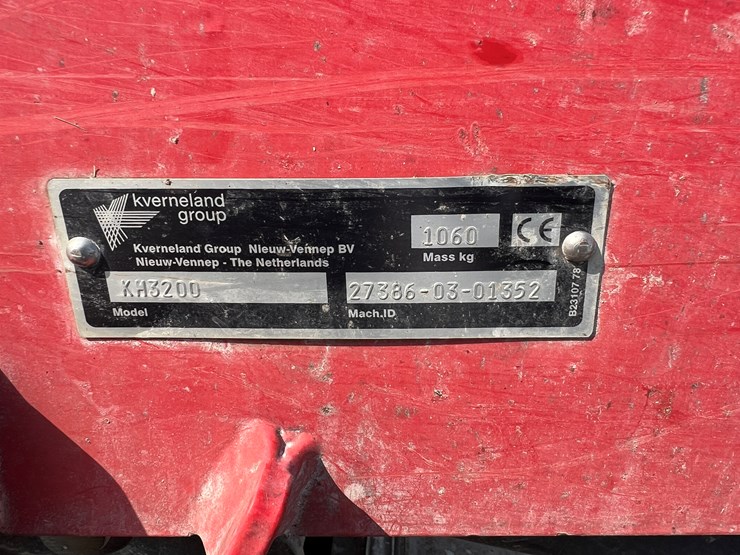 kverneland
group
Kverneland Group Nieuw-Vennep BV
Nieuw-Vennep - The Netherlands
1060
CE
Mass kg
KH3200
27386-03-01352
Model
Mach.ID
B23107 78